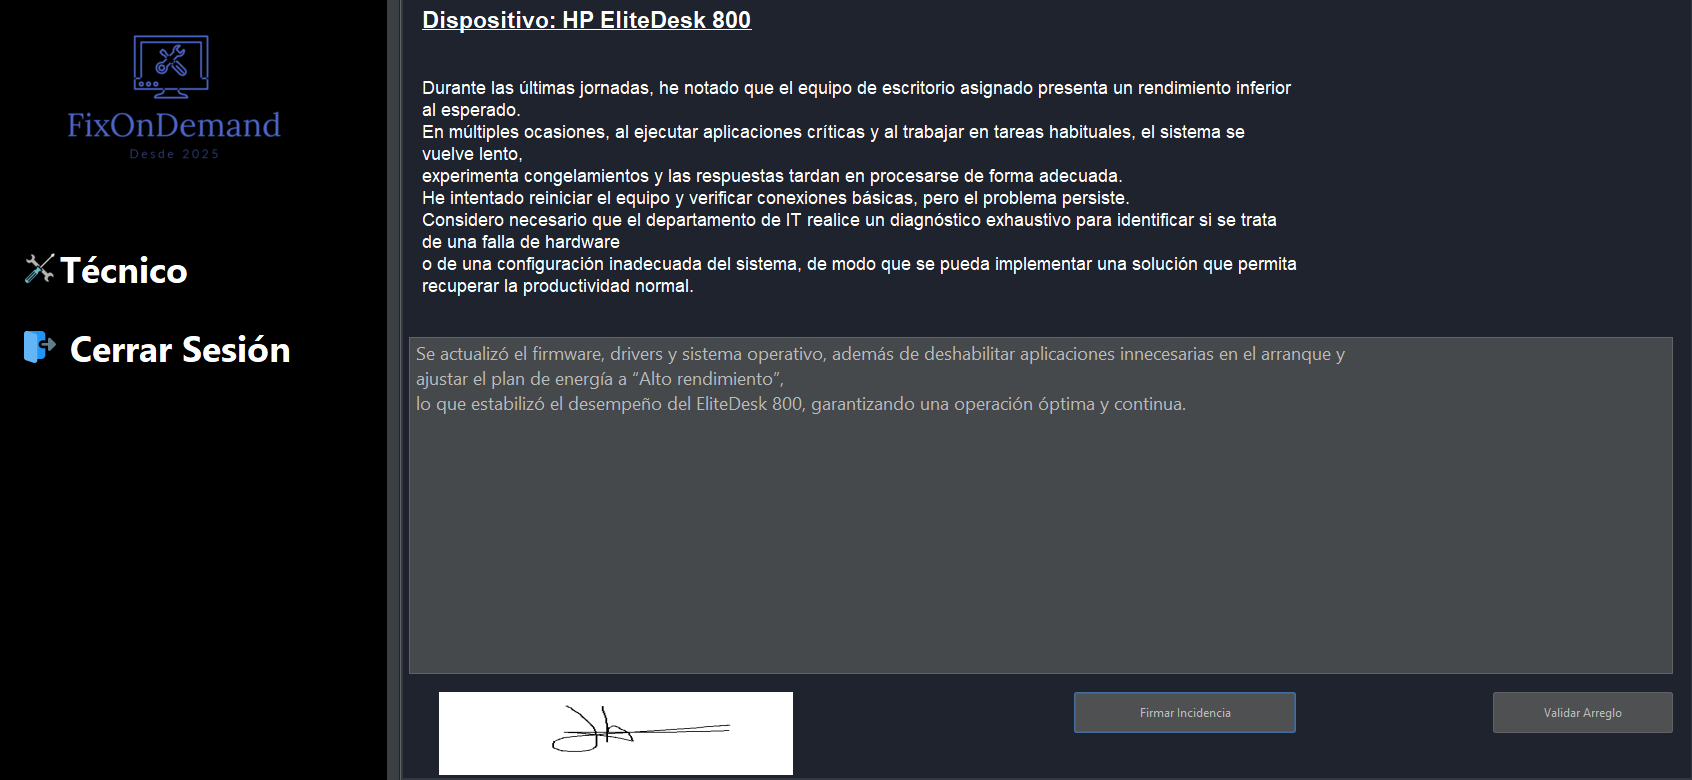 FixOnDemand
Desde 2025
Técnico
Cerrar Sesión
Dispositivo: HP EliteDesk 800
Durante las últimas jornadas, he notado que el equipo de escritorio asignado presenta un rendimiento inferior
al esperado.
En múltiples ocasiones, al ejecutar aplicaciones críticas y al trabajar en tareas habituales, el sistema se
vuelve lento,
experimenta congelamientos y las respuestas tardan en procesarse de forma adecuada.
He intentado reiniciar el equipo y verificar conexiones básicas, pero el problema persiste.
Considero necesario que el departamento de IT realice un diagnóstico exhaustivo para identificar si se trata
de una falla de hardware
o de una configuración inadecuada del sistema, de modo que se pueda implementar una solución que permita
recuperar la productividad normal.
Se actualizó el firmware, drivers y sistema operativo, además de deshabilitar aplicaciones innecesarias en el arranque y
ajustar el plan de energía a “Alto rendimiento”,
lo que estabilizó el desempeño del EliteDesk 800, garantizando una operación óptima y continua.
Firmar Incidencia
Validar Arreglo